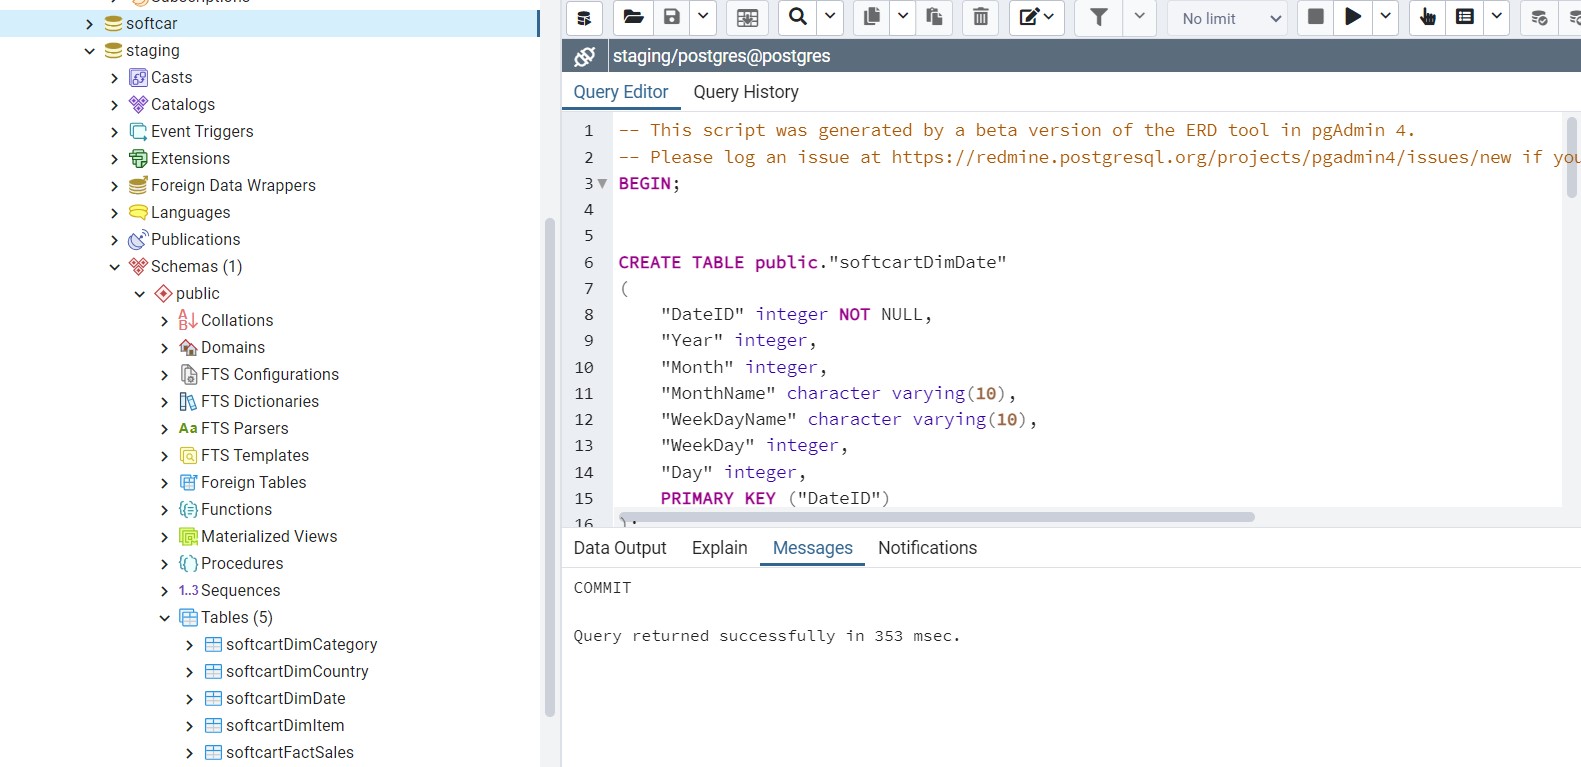 Subscriptions
softcar
staging
Casts
Catalogs
Event Triggers
Extensions
Foreign Data Wrappers
Languages
Publications
Schemas (1)
public
Collations
Domains
FTS Configurations
FTS Dictionaries
Aa FTS Parsers
FTS Templates
Foreign Tables
Functions
Materialized Views
Procedures
1..3 Sequences
Tables (5)
softcartDimCategory
softcartDimCountry
softcartDimDate
softcartDimItem
softcartFactSales
No limit
staging/postgres@postgres
Query Editor Query History
1 -- This script was generated by a beta version of the ERD tool in pgAdmin 4.
2 -- Please log an issue at https://redmine.postgresql.org/projects/pgadmin4/issues/new if you
3 BEGIN;
4
5
6 CREATE TABLE public."softcartDimDate"
7 (
8 "DateID" integer NOT NULL,
9 "Year" integer,
10 "Month" integer,
11 "MonthName" character varying(10),
12 "WeekDayName" character varying(10),
13 "WeekDay" integer,
14 "Day" integer,
15 PRIMARY KEY ("DateID")
16 );
Data Output Explain Messages Notifications
COMMIT
Query returned successfully in 353 msec.